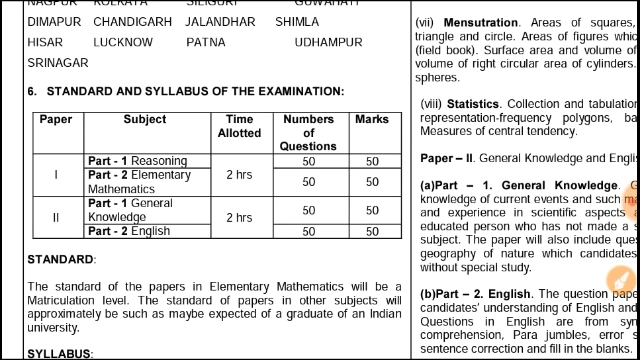 NAGPUR KOLKATA SILIGURI GUWAHATI
DIMAPUR CHANDIGARH JALANDHAR SHIMLA
HISAR LUCKNOW PATNA UDHAMPUR
SRINAGAR
6. STANDARD AND SYLLABUS OF THE EXAMINATION:
Paper Subject Time Allotted Numbers of Questions Marks
I Part - 1 Reasoning 2 hrs 50 50
Part - 2 Elementary Mathematics 50 50
II Part - 1 General Knowledge 2 hrs 50 50
Part - 2 English 50 50
STANDARD:
The standard of the papers in Elementary Mathematics will be a
Matriculation level. The standard of papers in other subjects will
approximately be such as maybe expected of a graduate of an Indian
university.
SYLLABUS:
(vii) Mensutration. Areas of squares,
triangle and circle. Areas of figures whic
(field book). Surface area and volume of
volume of right circular area of cylinders.
spheres.
(viii) Statistics. Collection and tabulation
representation-frequency polygons, ba
Measures of central tendency.
Paper – II. General Knowledge and Englis
(a)Part – 1. General Knowledge. G
knowledge of current events and such ma
and experience in scientific aspects
educated person who has not made a s
subject. The paper will also include ques
geography of nature which candidates
without special study.
(b)Part – 2. English. The question pape
candidates' understanding of English and
Questions in English are from syn
comprehension, Para jumbles, error s
sentence correction and fill in the blanks.